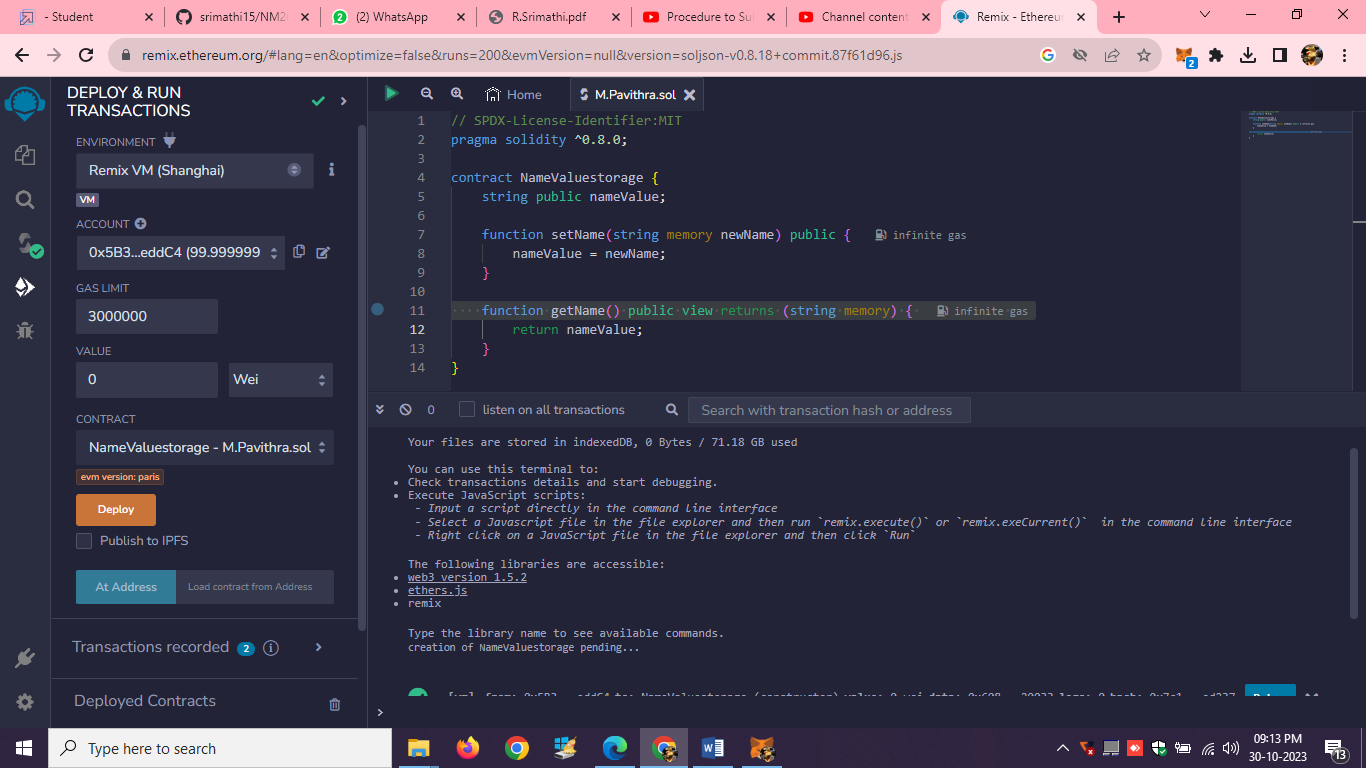 - Student
srimathi15/NM2
(2) WhatsApp
R.Srimathi.pdf
Procedure to Su
Channel content
Remix - Ethereu
remix.ethereum.org/#lang=en&optimize=false&runs=200&evmVersion=null&version=soljson-v0.8.18+commit.87f61d96.js
2
DEPLOY & RUN
TRANSACTIONS
ENVIRONMENT
Remix VM (Shanghai)
VM
ACCOUNT
0x5B3...eddC4 (99.999999
GAS LIMIT
3000000
VALUE
0
Wei
CONTRACT
NameValuestorage - M.Pavithra.sol
evm version: paris
Deploy
Publish to IPFS
At Address
Load contract from Address
Transactions recorded 2
Deployed Contracts
Home
M.Pavithra.sol
1 // SPDX-License-Identifier:MIT
2 pragma solidity ^0.8.0;
3
4 contract NameValuestorage {
5 string public nameValue;
6
7 function setName(string memory newName) public { infinite gas
8 nameValue = newName;
9 }
10
11 function getName() public view returns (string memory) { infinite gas
12 return nameValue;
13 }
14 }
0
listen on all transactions
Search with transaction hash or address
Your files are stored in indexedDB, 0 Bytes / 71.18 GB used
You can use this terminal to:
• Check transactions details and start debugging.
• Execute JavaScript scripts:
- Input a script directly in the command line interface
- Select a Javascript file in the file explorer and then run `remix.execute()` or `remix.exeCurrent()` in the command line interface
- Right click on a JavaScript file in the file explorer and then click `Run`
The following libraries are accessible:
• web3 version 1.5.2
• ethers.js
• remix
Type the library name to see available commands.
creation of NameValuestorage pending...
>
Type here to search
09:13 PM
30-10-2023
13